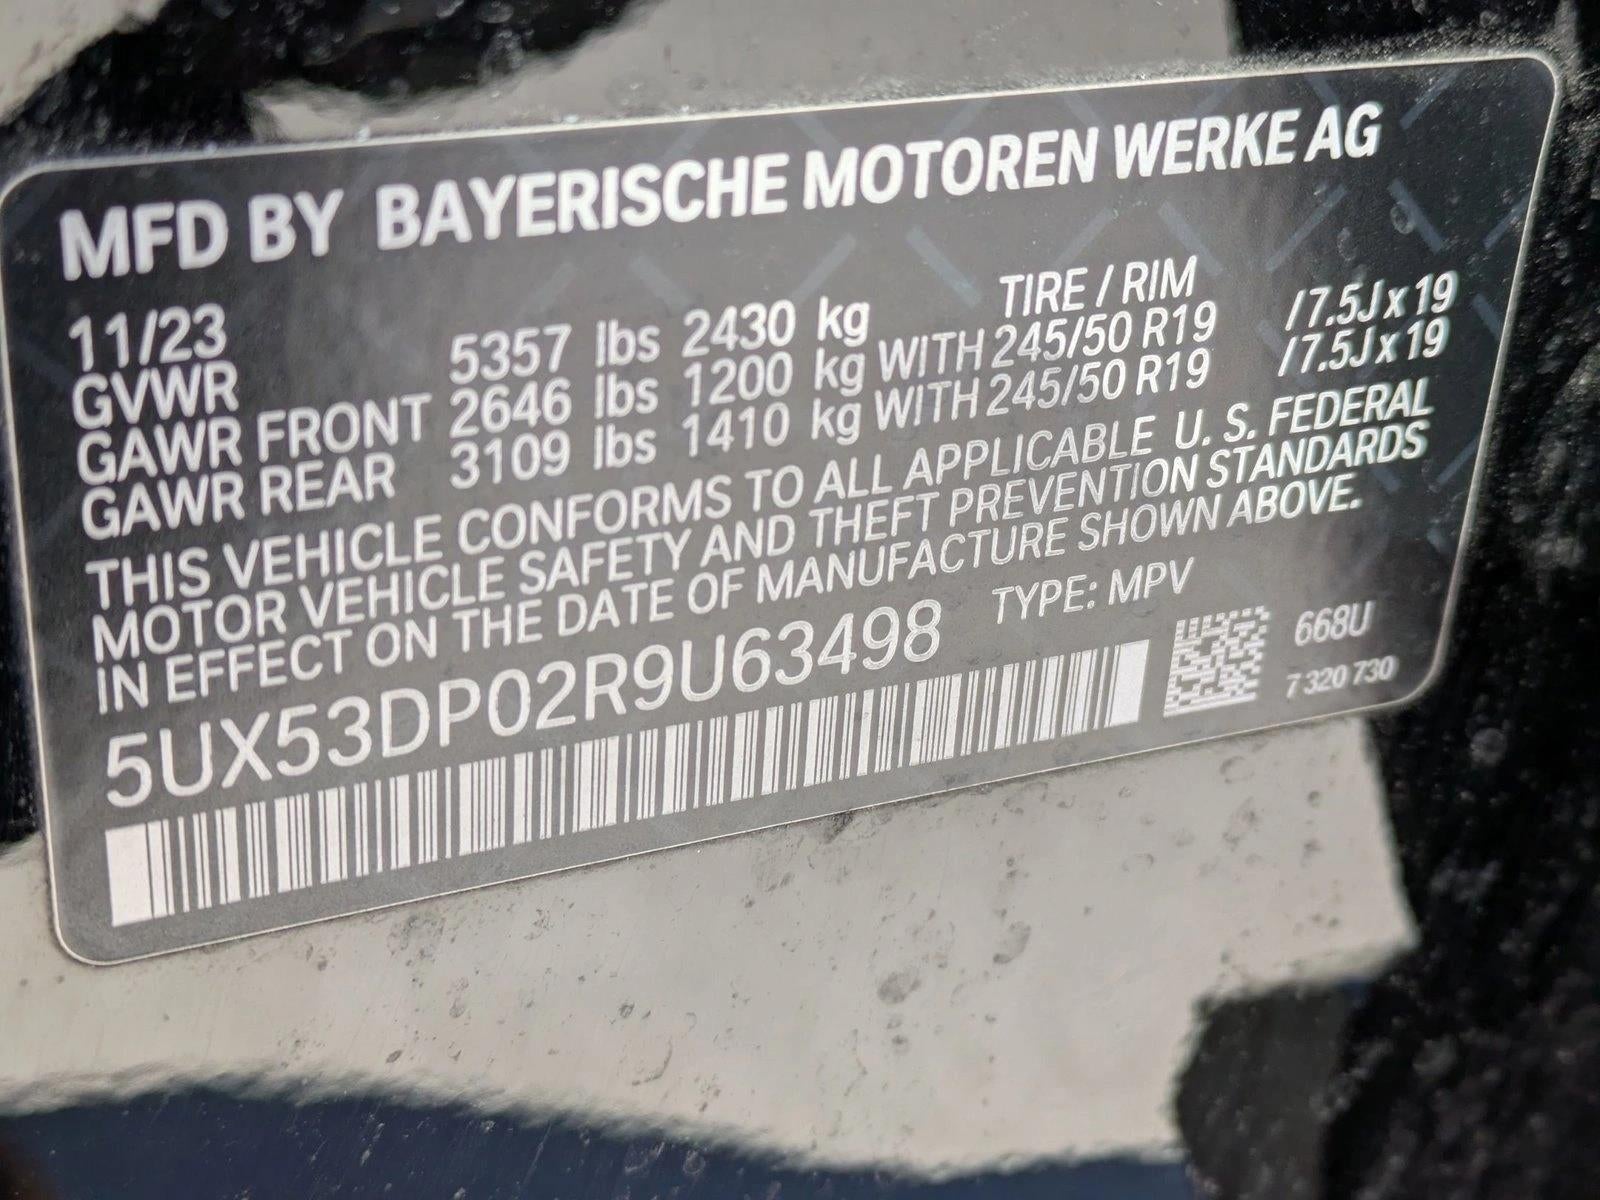 MFD BY BAYERISCHE MOTOREN WERKE AG
11/23 TIRE / RIM
GVWR 5357 lbs 2430 kg
GAWR FRONT 2646 lbs 1200 kg WITH 245/50 R19 /7.5J x 19
GAWR REAR 3109 lbs 1410 kg WITH 245/50 R19 /7.5J x 19
THIS VEHICLE CONFORMS TO ALL APPLICABLE U. S. FEDERAL
MOTOR VEHICLE SAFETY AND THEFT PREVENTION STANDARDS
IN EFFECT ON THE DATE OF MANUFACTURE SHOWN ABOVE.
5UX53DP02R9U63498 TYPE: MPV
668U
7 320 730